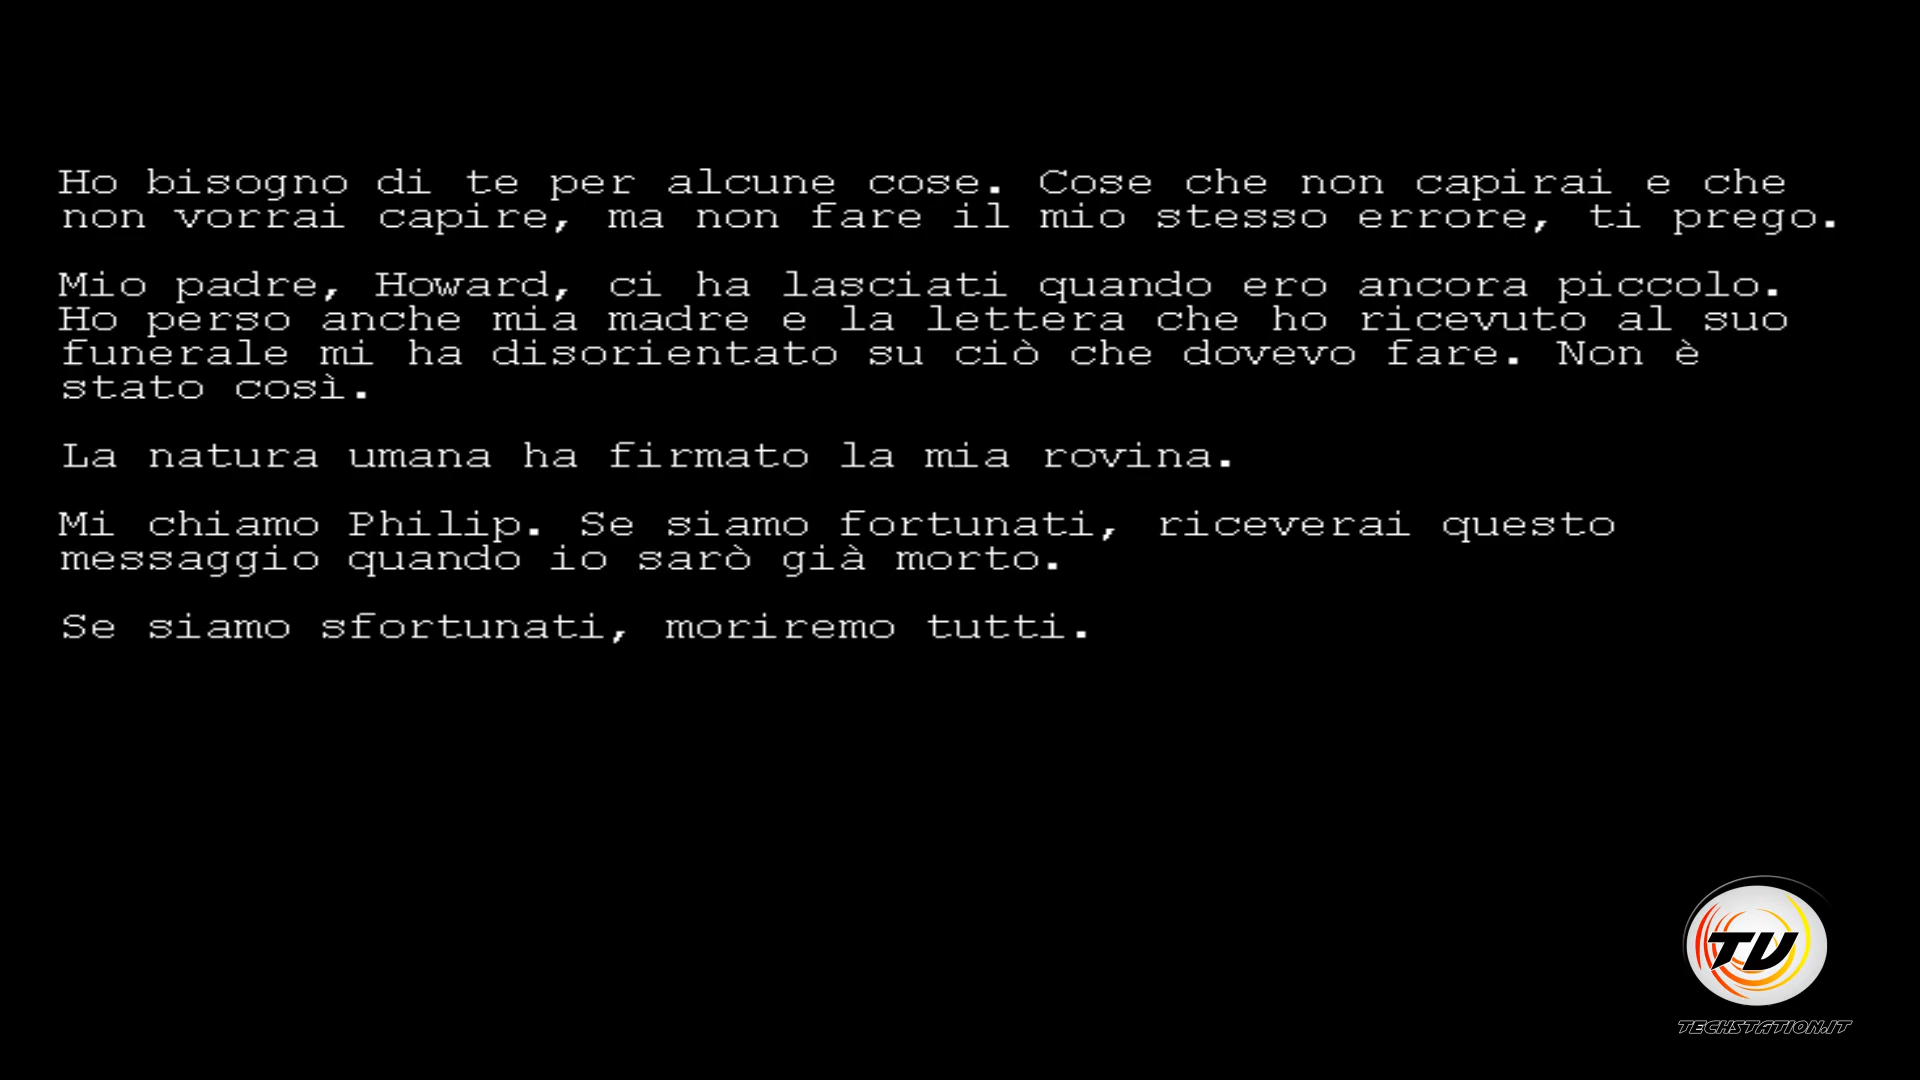 Ho bisogno di te per alcune cose. Cose che non capirai e che
non vorrai capire, ma non fare il mio stesso errore, ti prego.
Mio padre, Howard, ci ha lasciati quando ero ancora piccolo.
Ho perso anche mia madre e la lettera che ho ricevuto al suo
funerale mi ha disorientato su ciò che dovevo fare. Non è
stato così.
La natura umana ha firmato la mia rovina.
Mi chiamo Philip. Se siamo fortunati, riceverai questo
messaggio quando io sarò già morto.
Se siamo sfortunati, moriremo tutti.
TV
TECHSTATION.IT